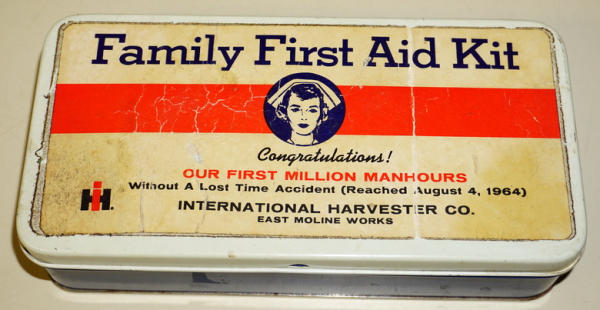 Family First Aid Kit
Congratulations!
OUR FIRST MILLION MANHOURS
Without A Lost Time Accident (Reached August 4, 1964)
IH.
INTERNATIONAL HARVESTER CO.
EAST MOLINE WORKS